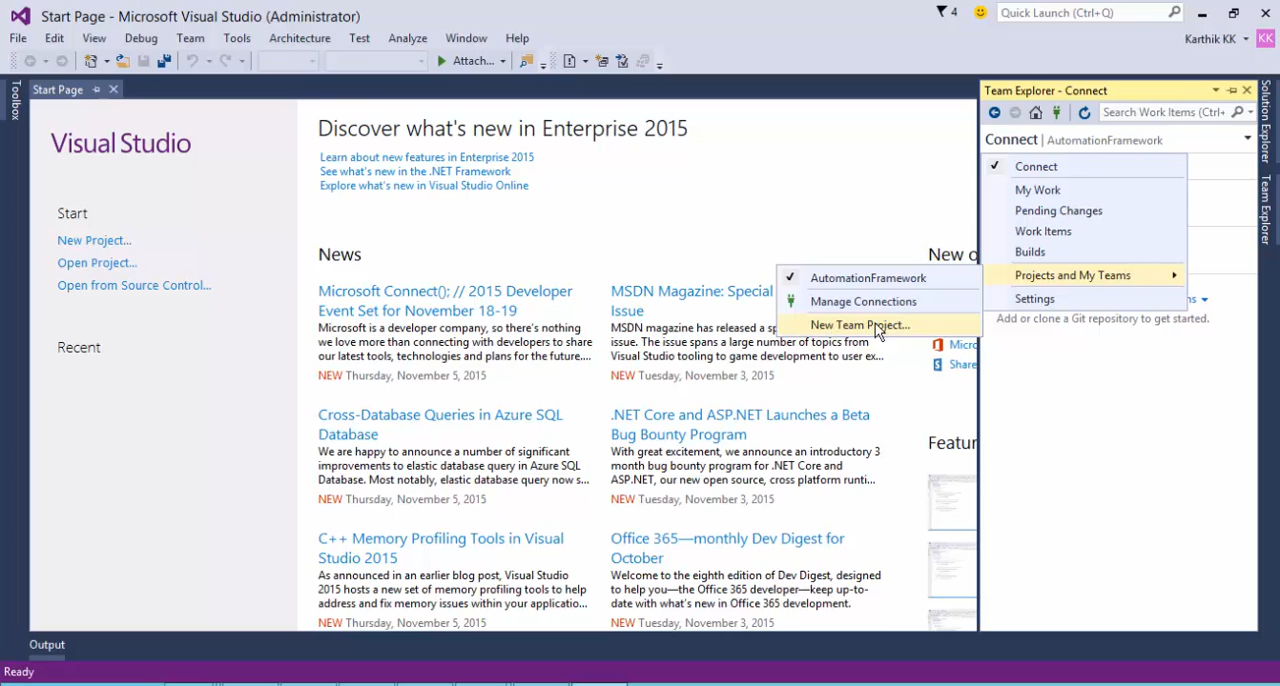 Start Page - Microsoft Visual Studio (Administrator)
4
Quick Launch (Ctrl+Q)
File Edit View Debug Team Tools Architecture Test Analyze Window Help
Karthik KK
KK
Attach...
Toolbox
Start Page
Visual Studio
Start
New Project...
Open Project...
Open from Source Control...
Recent
Discover what's new in Enterprise 2015
Learn about new features in Enterprise 2015
See what's new in the .NET Framework
Explore what's new in Visual Studio Online
News
Microsoft Connect(); // 2015 Developer
Event Set for November 18-19
Microsoft is a developer company, so there's nothing
we love more than connecting with developers to share
our latest tools, technologies and plans for the future....
NEW Thursday, November 5, 2015
MSDN Magazine: Special
Issue
MSDN magazine has released a sp
issue. The issue spans a large number of topics from
Visual Studio tooling to game development to user ex...
NEW Tuesday, November 3, 2015
Cross-Database Queries in Azure SQL
Database
We are happy to announce a number of significant
improvements to elastic database query in Azure SQL
Database. Most notably, elastic database query now s...
NEW Thursday, November 5, 2015
.NET Core and ASP.NET Launches a Beta
Bug Bounty Program
With great excitement, we announce an introductory 3
month bug bounty program for .NET Core and
ASP.NET, our new open source, cross platform runti...
NEW Tuesday, November 3, 2015
C++ Memory Profiling Tools in Visual
Studio 2015
As announced in an earlier blog post, Visual Studio
2015 hosts a new set of memory profiling tools to help
address and fix memory issues within your applicatio...
NEW Thursday, November 5, 2015
Office 365—monthly Dev Digest for
October
Welcome to the eighth edition of Dev Digest, designed
to help you—the Office 365 developer—keep up-to-
date with what's new in Office 365 development.
NEW Tuesday, November 3, 2015
New o
Micro
Share
Featur
AutomationFramework
Manage Connections
New Team Project...
Team Explorer - Connect
Search Work Items (Ctrl+
Connect | AutomationFramework
Connect
My Work
Pending Changes
Work Items
Builds
Projects and My Teams
Settings
Add or clone a Git repository to get started.
Solution Explorer
Team Explorer
Output
Ready